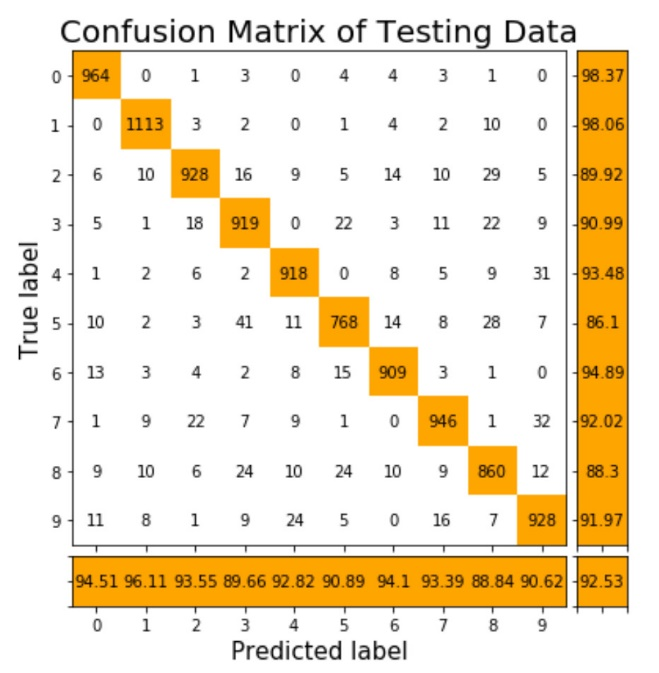 Confusion Matrix of Testing Data
0 964 0 1 3 0 4 4 3 1 0 98.37
1 0 1113 3 2 0 1 4 2 10 0 98.06
2 6 10 928 16 9 5 14 10 29 5 89.92
3 5 1 18 919 0 22 3 11 22 9 90.99
4 1 2 6 2 918 0 8 5 9 31 93.48
5 10 2 3 41 11 768 14 8 28 7 86.1
6 13 3 4 2 8 15 909 3 1 0 94.89
7 1 9 22 7 9 1 0 946 1 32 92.02
8 9 10 6 24 10 24 10 9 860 12 88.3
9 11 8 1 9 24 5 0 16 7 928 91.97
True label
94.51 96.11 93.55 89.66 92.82 90.89 94.1 93.39 88.84 90.62 92.53
0 1 2 3 4 5 6 7 8 9
Predicted label